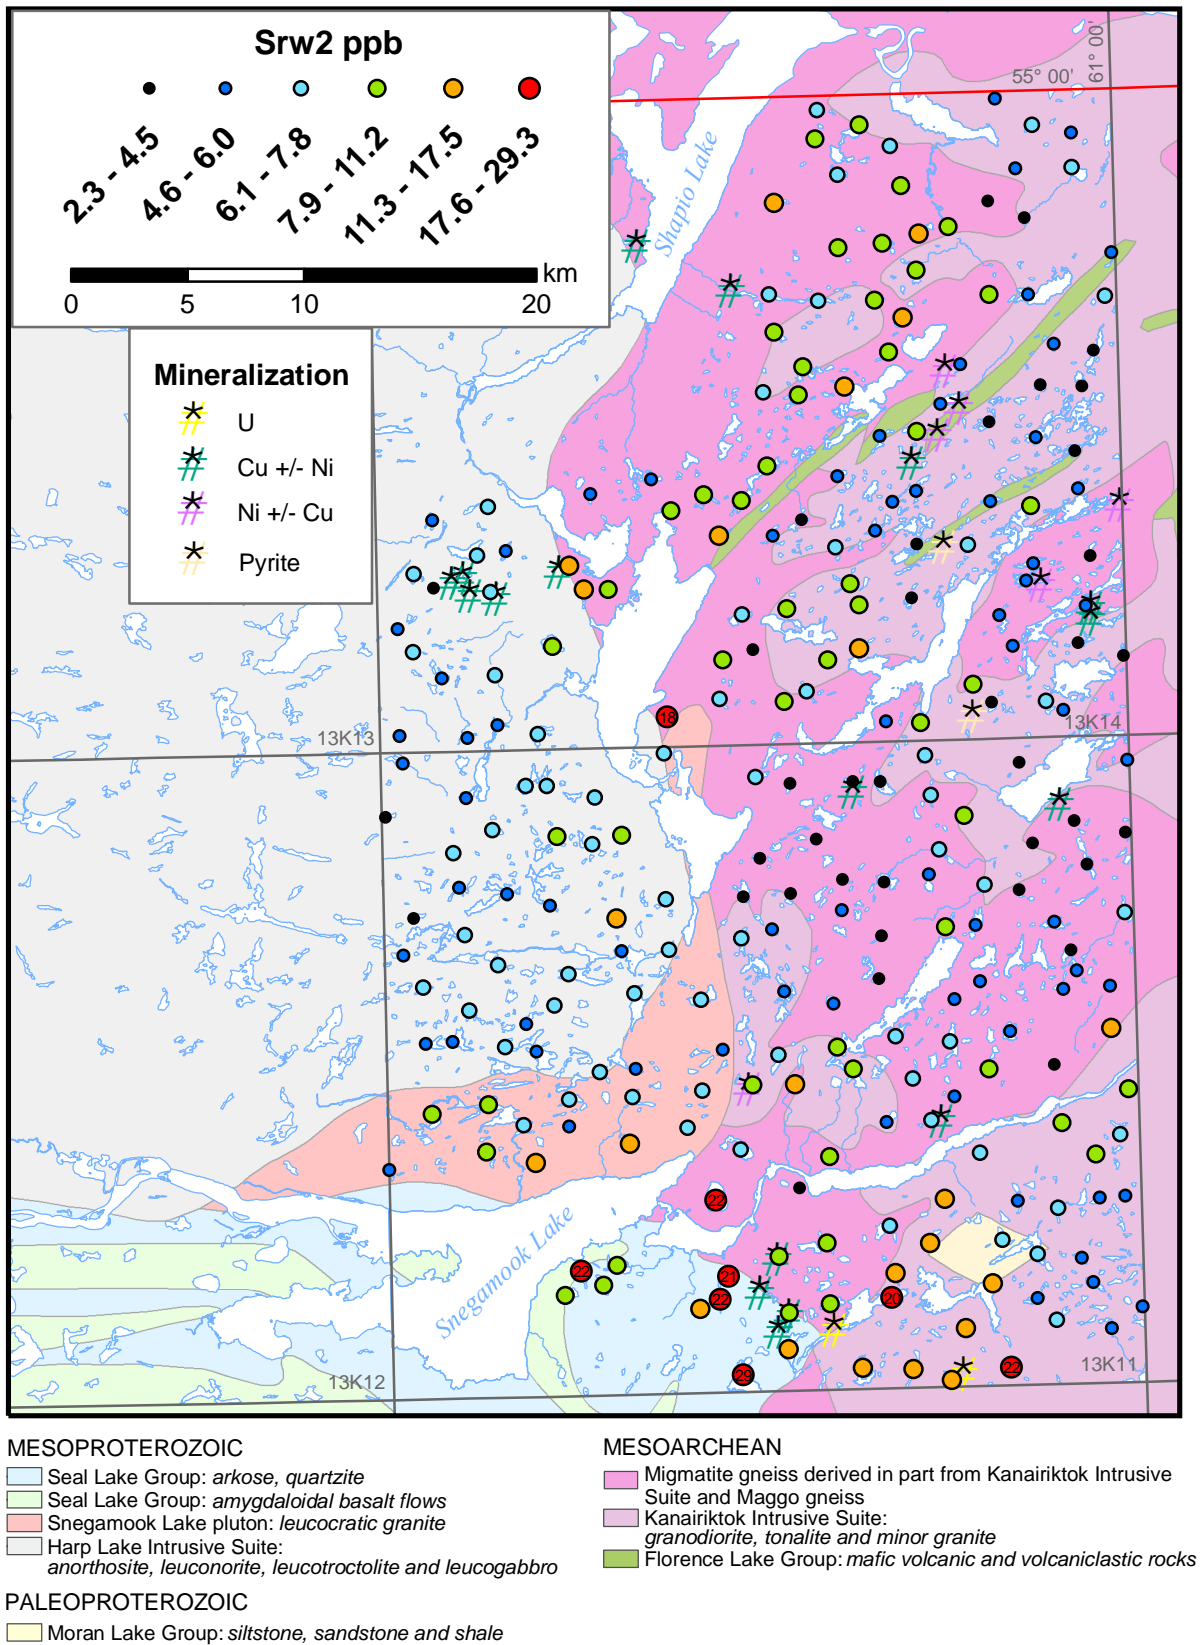 Srw2 ppb
2.3 - 4.5
4.6 - 6.0
6.1 - 7.8
7.9 - 11.2
11.3 - 17.5
17.6 - 29.3
km
0 5 10 20
Mineralization
U
Cu +/- Ni
Ni +/- Cu
Pyrite
55° 00'
61° 00'
Shapio Lake
18
13K13
13K14
22
22
21
22
20
Snegamook Lake
29
22
13K12
13K11
MESOPROTEROZOIC
Seal Lake Group: arkose, quartzite
Seal Lake Group: amygdaloidal basalt flows
Snegamook Lake pluton: leucocratic granite
Harp Lake Intrusive Suite:
anorthosite, leuconorite, leucotroctolite and leucogabbro
PALEOPROTEROZOIC
Moran Lake Group: siltstone, sandstone and shale
MESOARCHEAN
Migmatite gneiss derived in part from Kanairiktok Intrusive
Suite and Maggo gneiss
Kanairiktok Intrusive Suite:
granodiorite, tonalite and minor granite
Florence Lake Group: mafic volcanic and volcaniclastic rocks